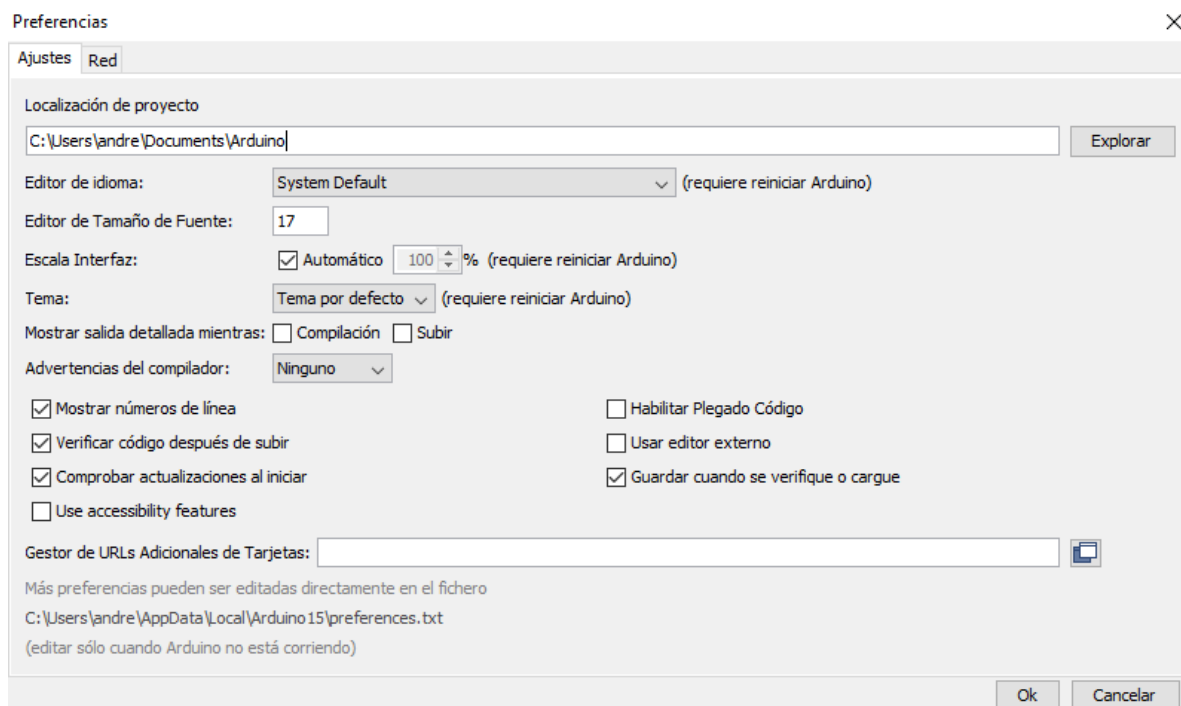 Preferencias
Ajustes Red
Localización de proyecto
C:\Users\andre\Documents\Arduino Explorar
Editor de idioma: System Default (requiere reiniciar Arduino)
Editor de Tamaño de Fuente: 17
Escala Interfaz: Automático 100 % (requiere reiniciar Arduino)
Tema: Tema por defecto (requiere reiniciar Arduino)
Mostrar salida detallada mientras: Compilación Subir
Advertencias del compilador: Ninguno
Mostrar números de línea Habilitar Plegado Código
Verificar código después de subir Usar editor externo
Comprobar actualizaciones al iniciar Guardar cuando se verifique o cargue
Use accessibility features
Gestor de URLs Adicionales de Tarjetas:
Más preferencias pueden ser editadas directamente en el fichero
C:\Users\andre\AppData\Local\Arduino15\preferences.txt
(editar sólo cuando Arduino no está corriendo)
Ok Cancelar